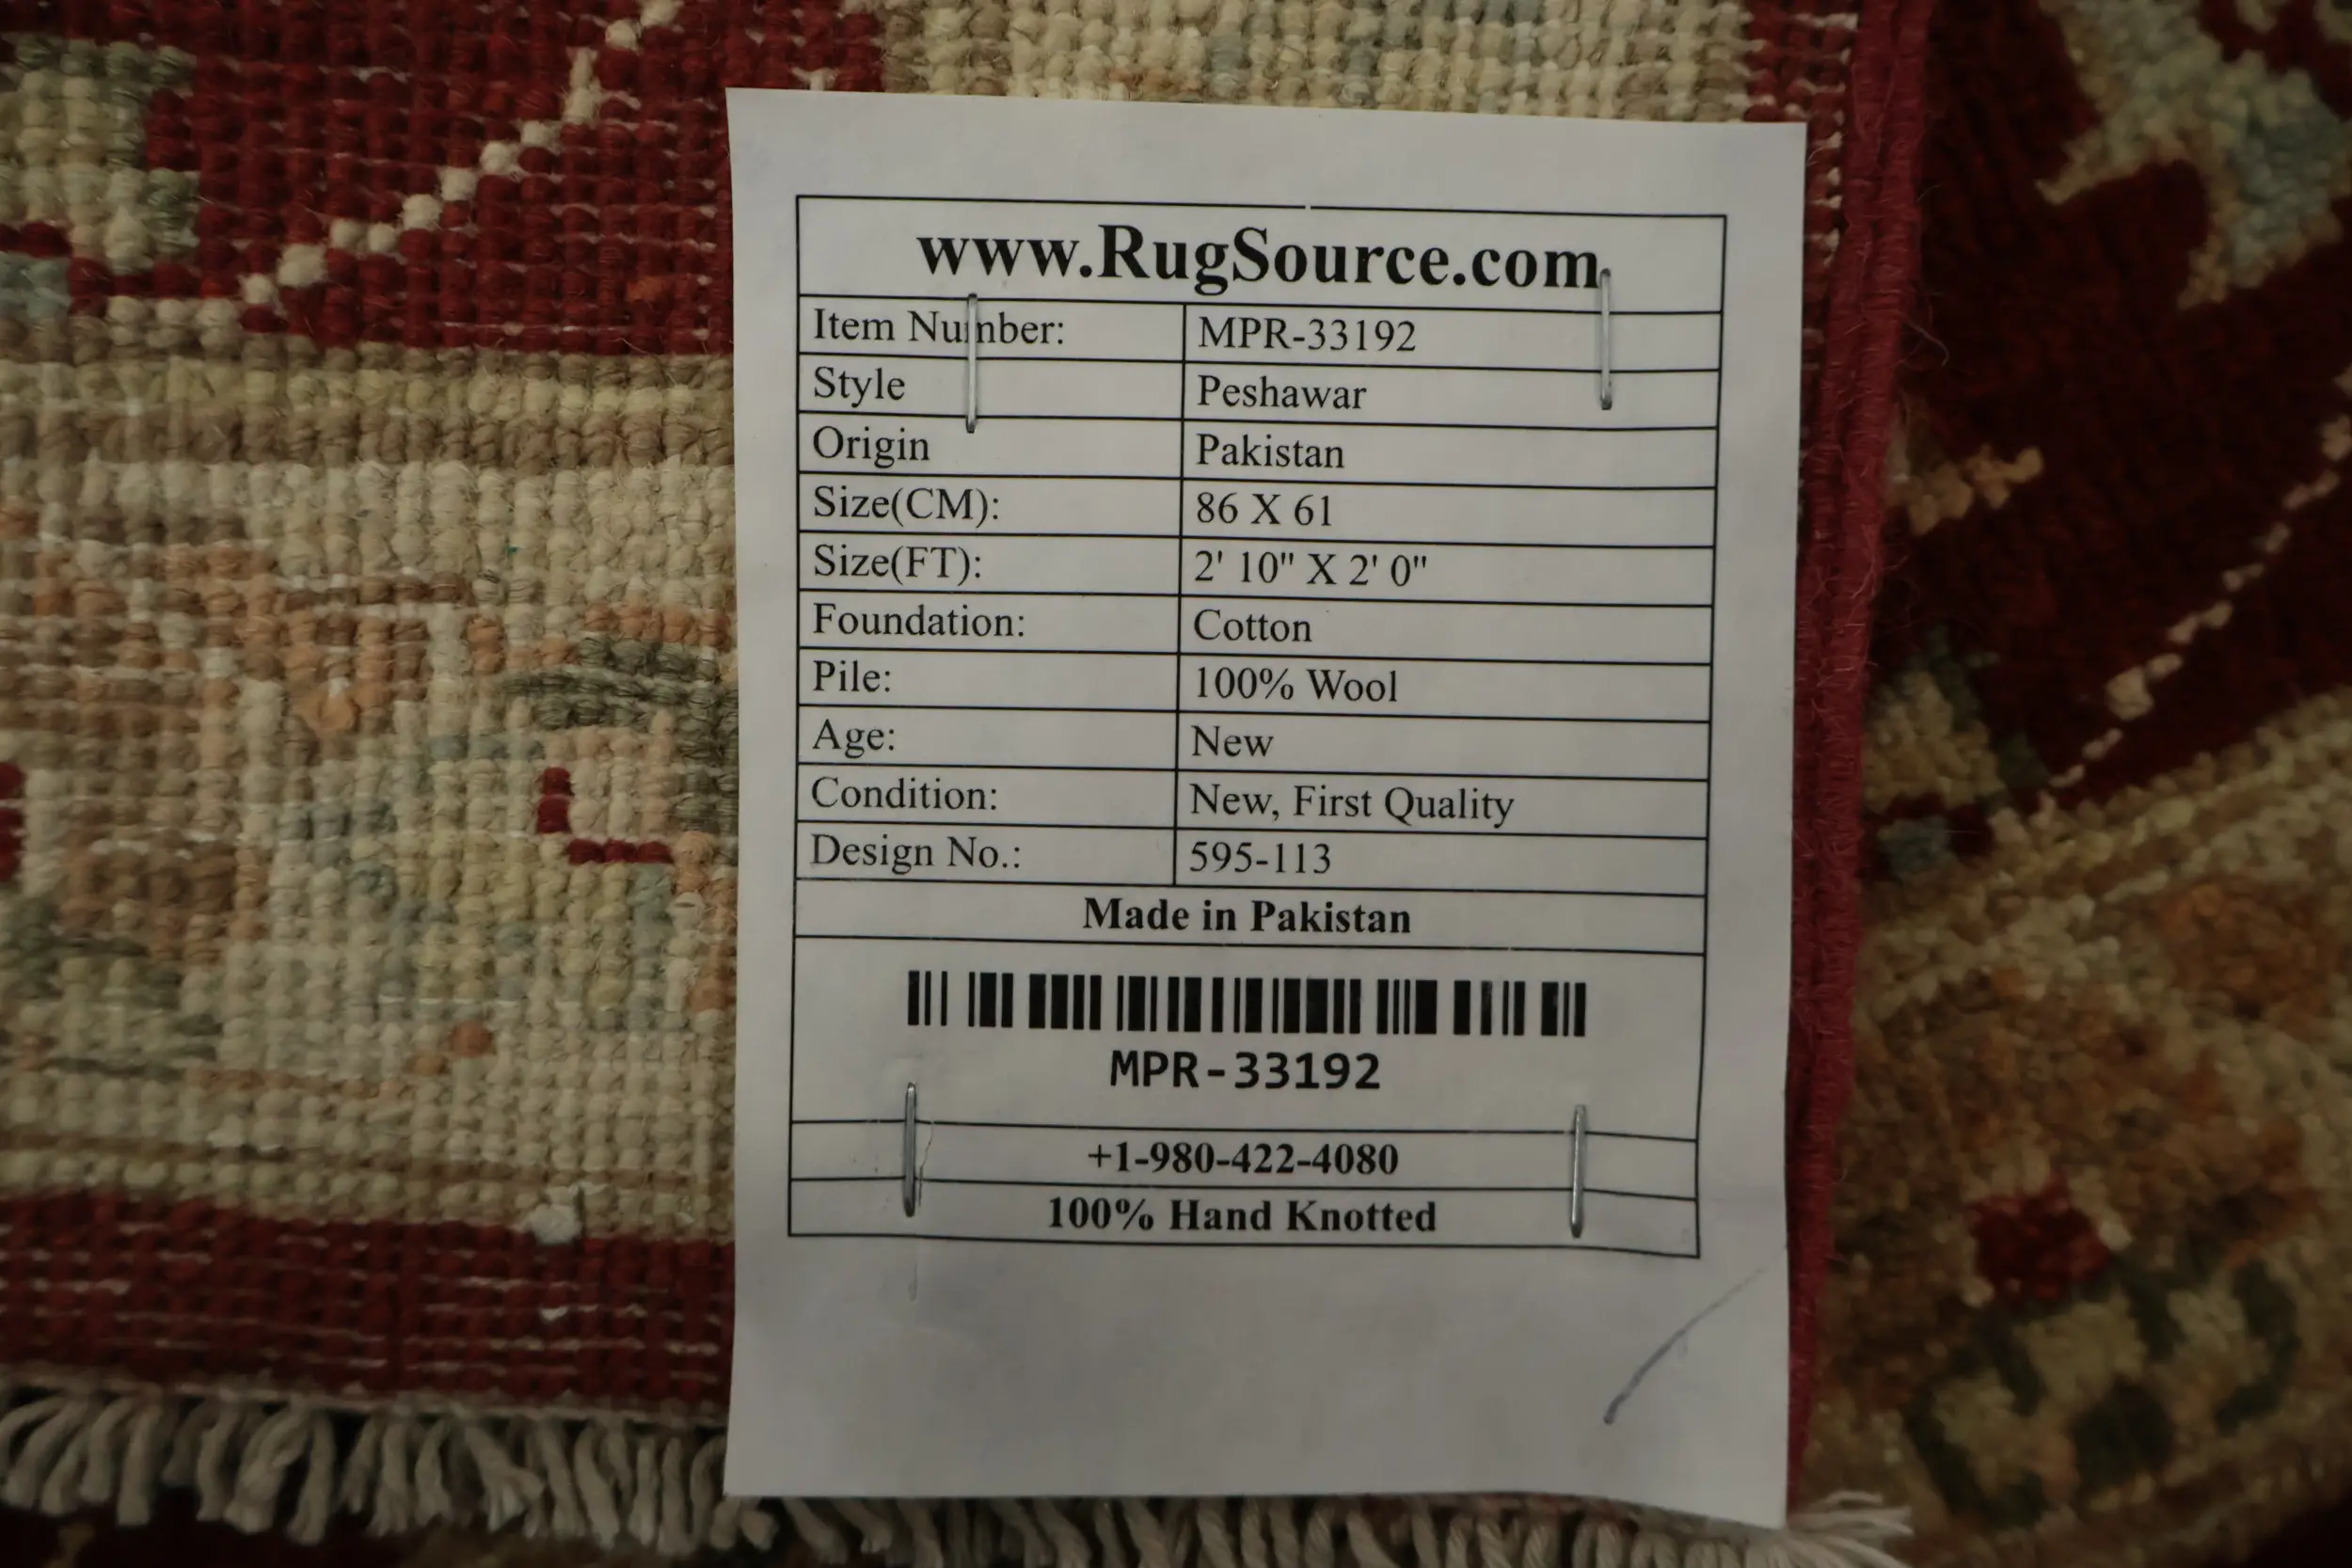 www.RugSource.com
Item Number: MPR-33192
Style Peshawar
Origin Pakistan
Size(CM): 86 X 61
Size(FT): 2' 10" X 2' 0"
Foundation: Cotton
Pile: 100% Wool
Age: New
Condition: New, First Quality
Design No.: 595-113
Made in Pakistan
MPR-33192
+1-980-422-4080
100% Hand Knotted